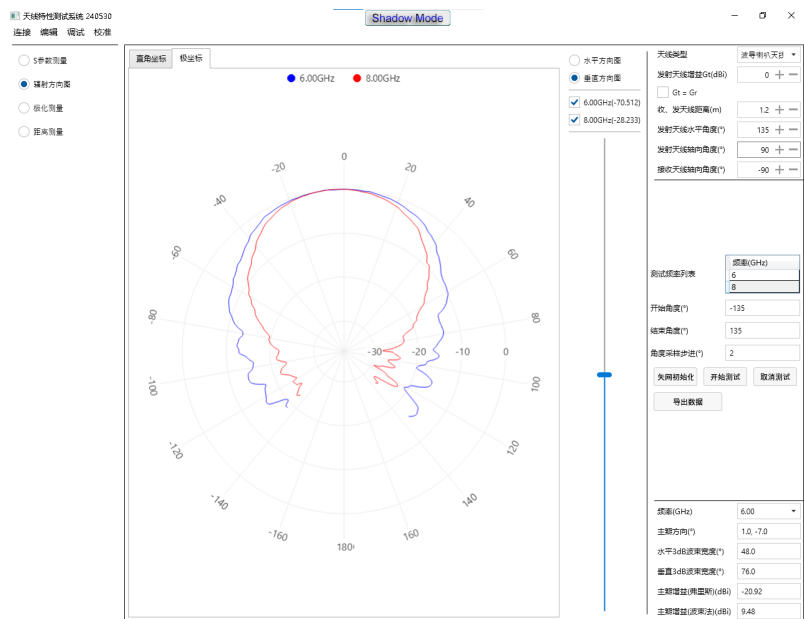 天线特性测试系统 240530
Shadow Mode
连接 编辑 调试 校准
S参数测量
辐射方向图
极化测量
距离测量
直角坐标 极坐标
6.00GHz 8.00GHz
0
20
40
60
80
100
120
140
160
180
-160
-140
-120
-100
-80
-60
-40
-20
-30 -20 -10 0
水平方向图
垂直方向图
6.00GHz(-70.512)
8.00GHz(-28.233)
天线类型 波导喇叭天
发射天线增益Gt(dBi) 0
Gt = Gr
收、发天线距离(m) 1.2
发射天线水平角度(°) 135
发射天线轴向角度(°) 90
接收天线轴向角度(°) -90
测试频率列表
频率(GHz)
6
8
开始角度(°) -135
结束角度(°) 135
角度采样步进(°) 2
矢网初始化 开始测试 取消测试
导出数据
频率(GHz) 6.00
主瓣方向(°) 1.0, -7.0
水平3dB波束宽度(°) 48.0
垂直3dB波束宽度(°) 76.0
主瓣增益(弗里斯)(dBi) -20.92
主瓣增益(波束法)(dBi) 9.48